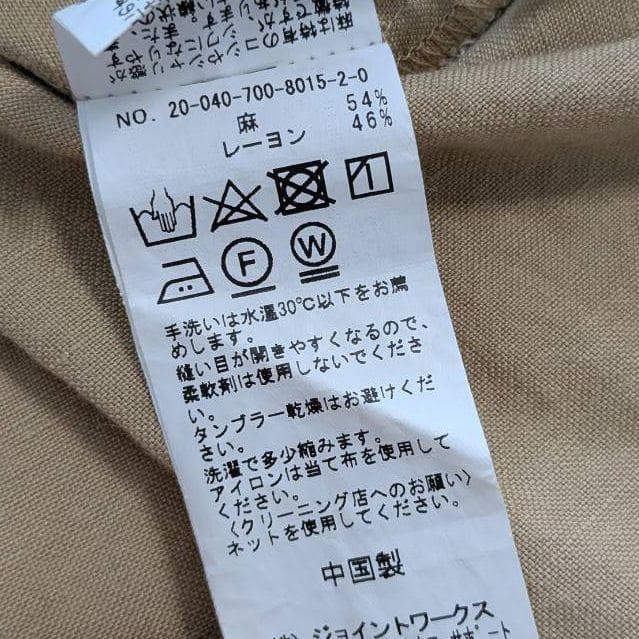 NO. 20-040-700-8015-2-0
麻 54%
レーヨン 46%
F W
手洗いは水温30℃以下をお薦
めします。
縫い目が開きやすくなるので、
柔軟剤は使用しないでくださ
い。
タンブラー乾燥はお避けくだ
さい。
洗濯で多少縮みます。
アイロンは当て布を使用して
ください。
〈クリーニング店へのお願い〉
ネットを使用してください。
中国製
ジョイントワークス